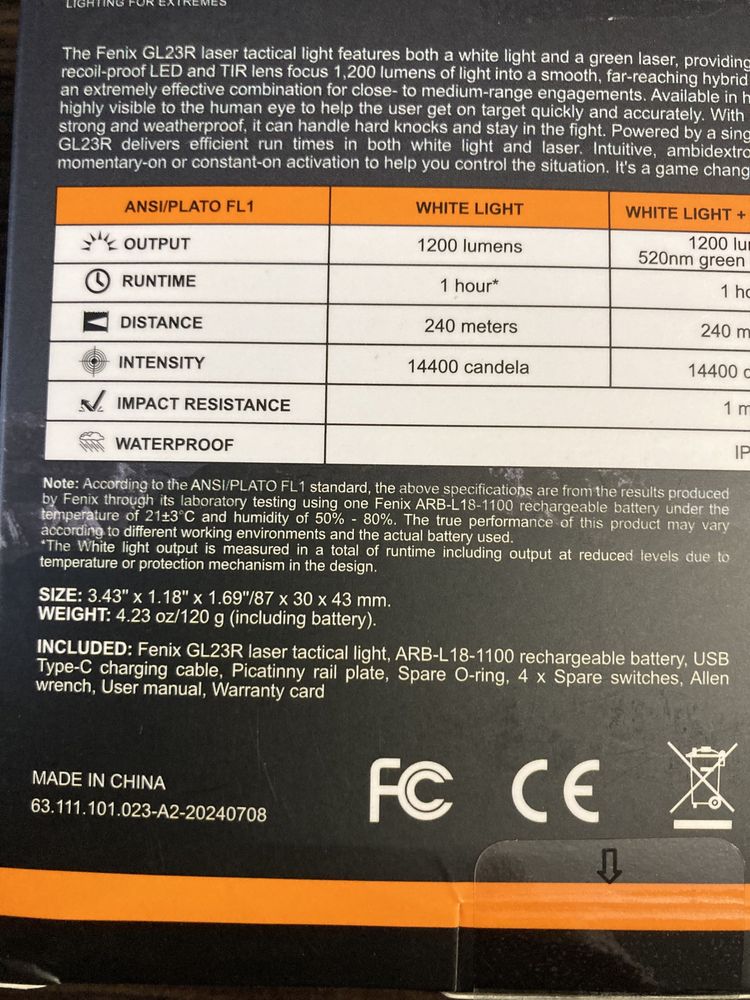 LIGHTING FOR EXTREMES
The Fenix GL23R laser tactical light features both a white light and a green laser, providing
recoil-proof LED and TIR lens focus 1,200 lumens of light into a smooth, far-reaching hybrid
an extremely effective combination for close- to medium-range engagements. Available in
highly visible to the human eye to help the user get on target quickly and accurately. With
strong and weatherproof, it can handle hard knocks and stay in the fight. Powered by a
GL23R delivers efficient run times in both white light and laser. Intuitive,
momentary-on or constant-on activation to help you control the situation. It's a game
ANSI/PLATO FL1 WHITE LIGHT WHITE LIGHT +
OUTPUT 1200 lumens 1200
520nm green
RUNTIME 1 hour* 1
DISTANCE 240 meters 240 m
INTENSITY 14400 candela 14400 c
IMPACT RESISTANCE 1 m
WATERPROOF IP
Note: According to the ANSI/PLATO FL1 standard, the above specifications are from the results produced
by Fenix through its laboratory testing using one Fenix ARB-L18-1100 rechargeable battery under the
temperature of 21±3°C and humidity of 50% - 80%. The true performance of this product may vary
according to different working environments and the actual battery used.
*The White light output is measured in a total of runtime including output at reduced levels due to
temperature or protection mechanism in the design.
SIZE: 3.43" x 1.18" x 1.69"/87 x 30 x 43 mm.
WEIGHT: 4.23 oz/120 g (including battery).
INCLUDED: Fenix GL23R laser tactical light, ARB-L18-1100 rechargeable battery, USB
Type-C charging cable, Picatinny rail plate, Spare O-ring, 4 x Spare switches, Allen
wrench, User manual, Warranty card
MADE IN CHINA
63.111.101.023-A2-20240708
FC CE